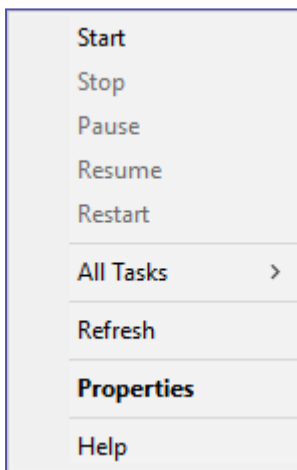 Start
Stop
Pause
Resume
Restart
All Tasks
Refresh
Properties
Help